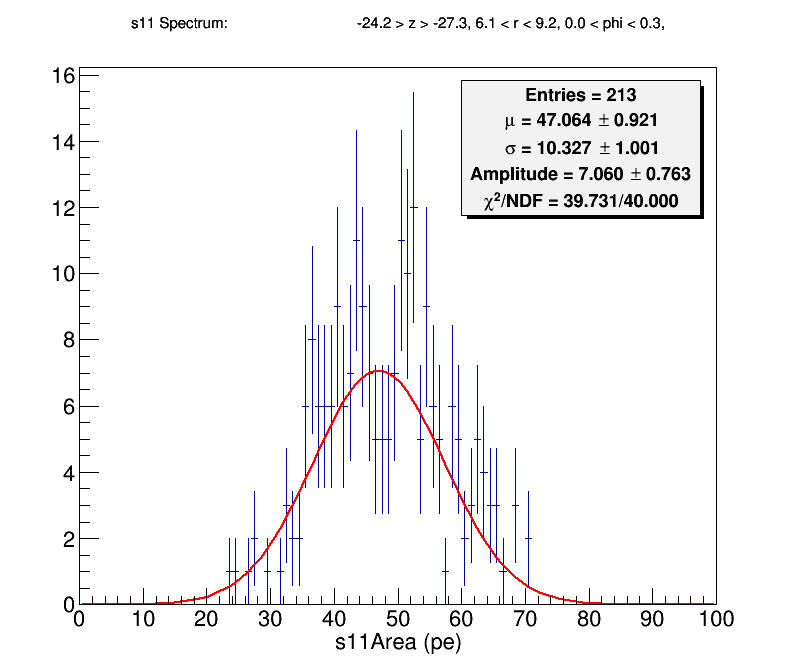 s11 Spectrum: -24.2 > z > -27.3, 6.1 < r < 9.2, 0.0 < phi < 0.3,
Entries = 213
μ = 47.064 ± 0.921
σ = 10.327 ± 1.001
Amplitude = 7.060 ± 0.763
χ²/NDF = 39.731/40.000
16
14
12
10
8
6
4
2
0
0 10 20 30 40 50 60 70 80 90 100
s11Area (pe)